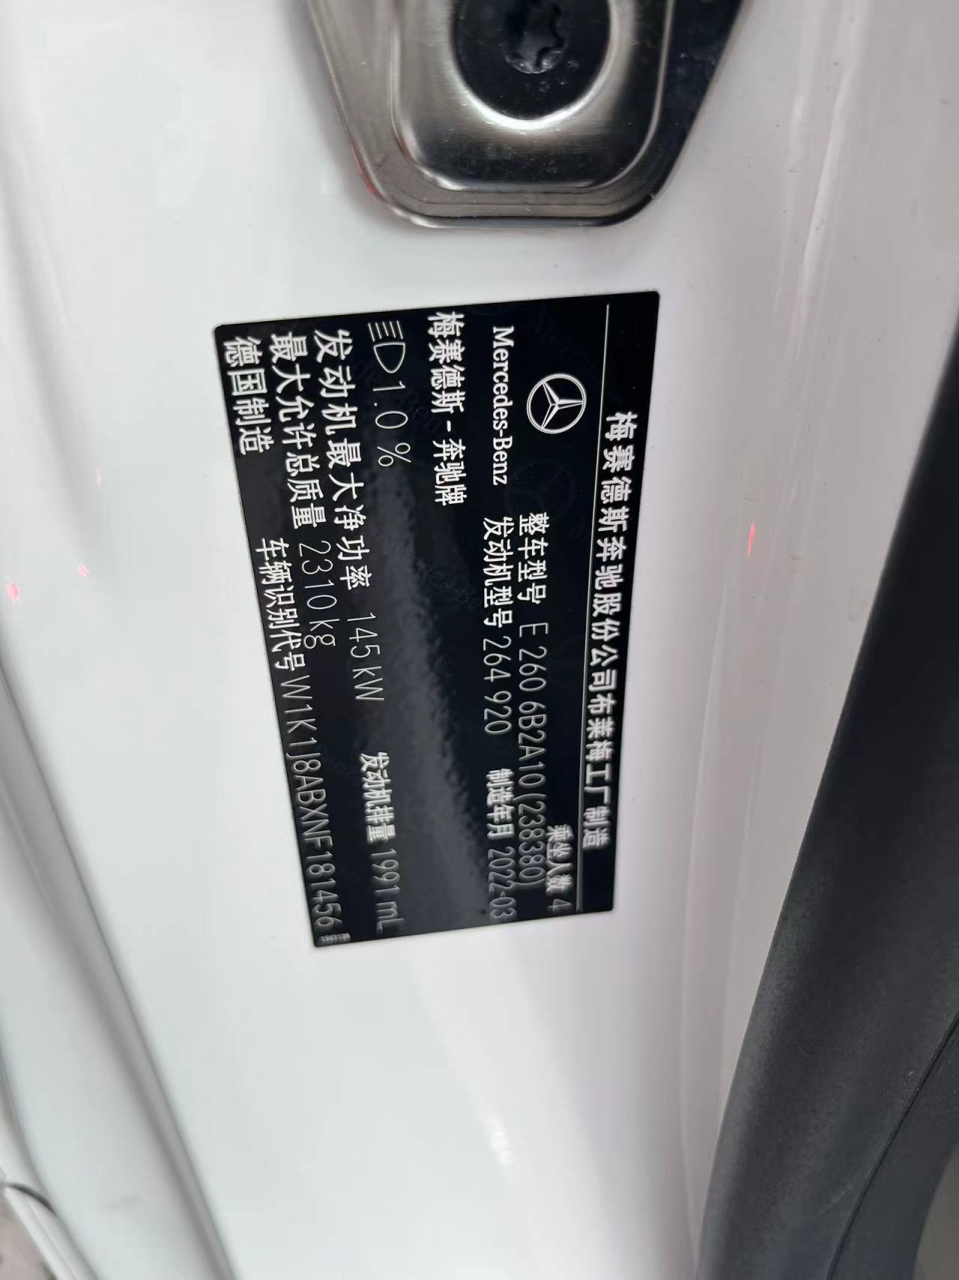 梅赛德斯奔驰股份公司布莱梅工厂 制造
乘坐人数 4
Mercedes-Benz
整车型号 E 260 6B2A10 (238380)
发动机型号 264 920
制造年月 2022-03
梅赛德斯-奔驰牌
1.0 %
发动机最大净功率 145 kW
发动机排量 1991 mL
最大允许总质量 2310 kg
德国制造
车辆识别代号 W1K1J8ABXNF181456